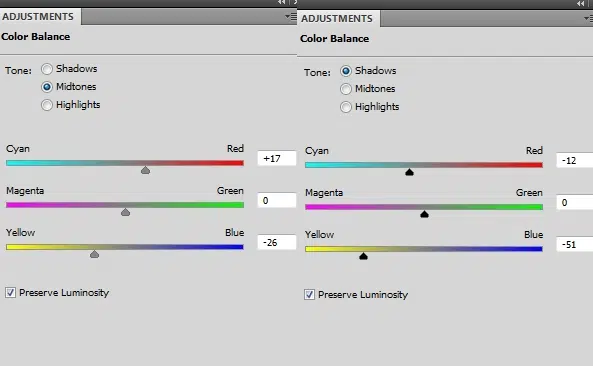 ADJUSTMENTS
Color Balance
Tone: Shadows
Midtones
Highlights
Cyan Red +17
Magenta Green 0
Yellow Blue -26
Preserve Luminosity
ADJUSTMENTS
Color Balance
Tone: Shadows
Midtones
Highlights
Cyan Red -12
Magenta Green 0
Yellow Blue -51
Preserve Luminosity